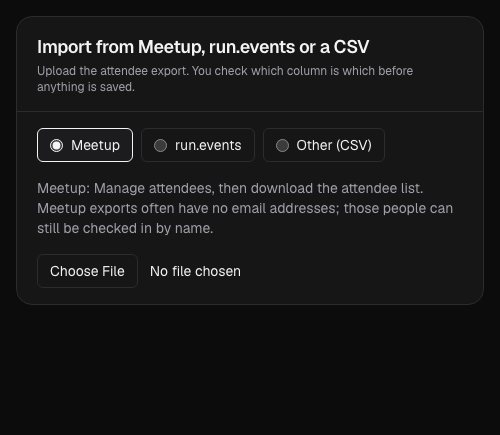 Import from Meetup, run.events or a CSV
Upload the attendee export. You check which column is which before
anything is saved.
Meetup
run.events
Other (CSV)
Meetup: Manage attendees, then download the attendee list.
Meetup exports often have no email addresses; those people can
still be checked in by name.
Choose File
No file chosen